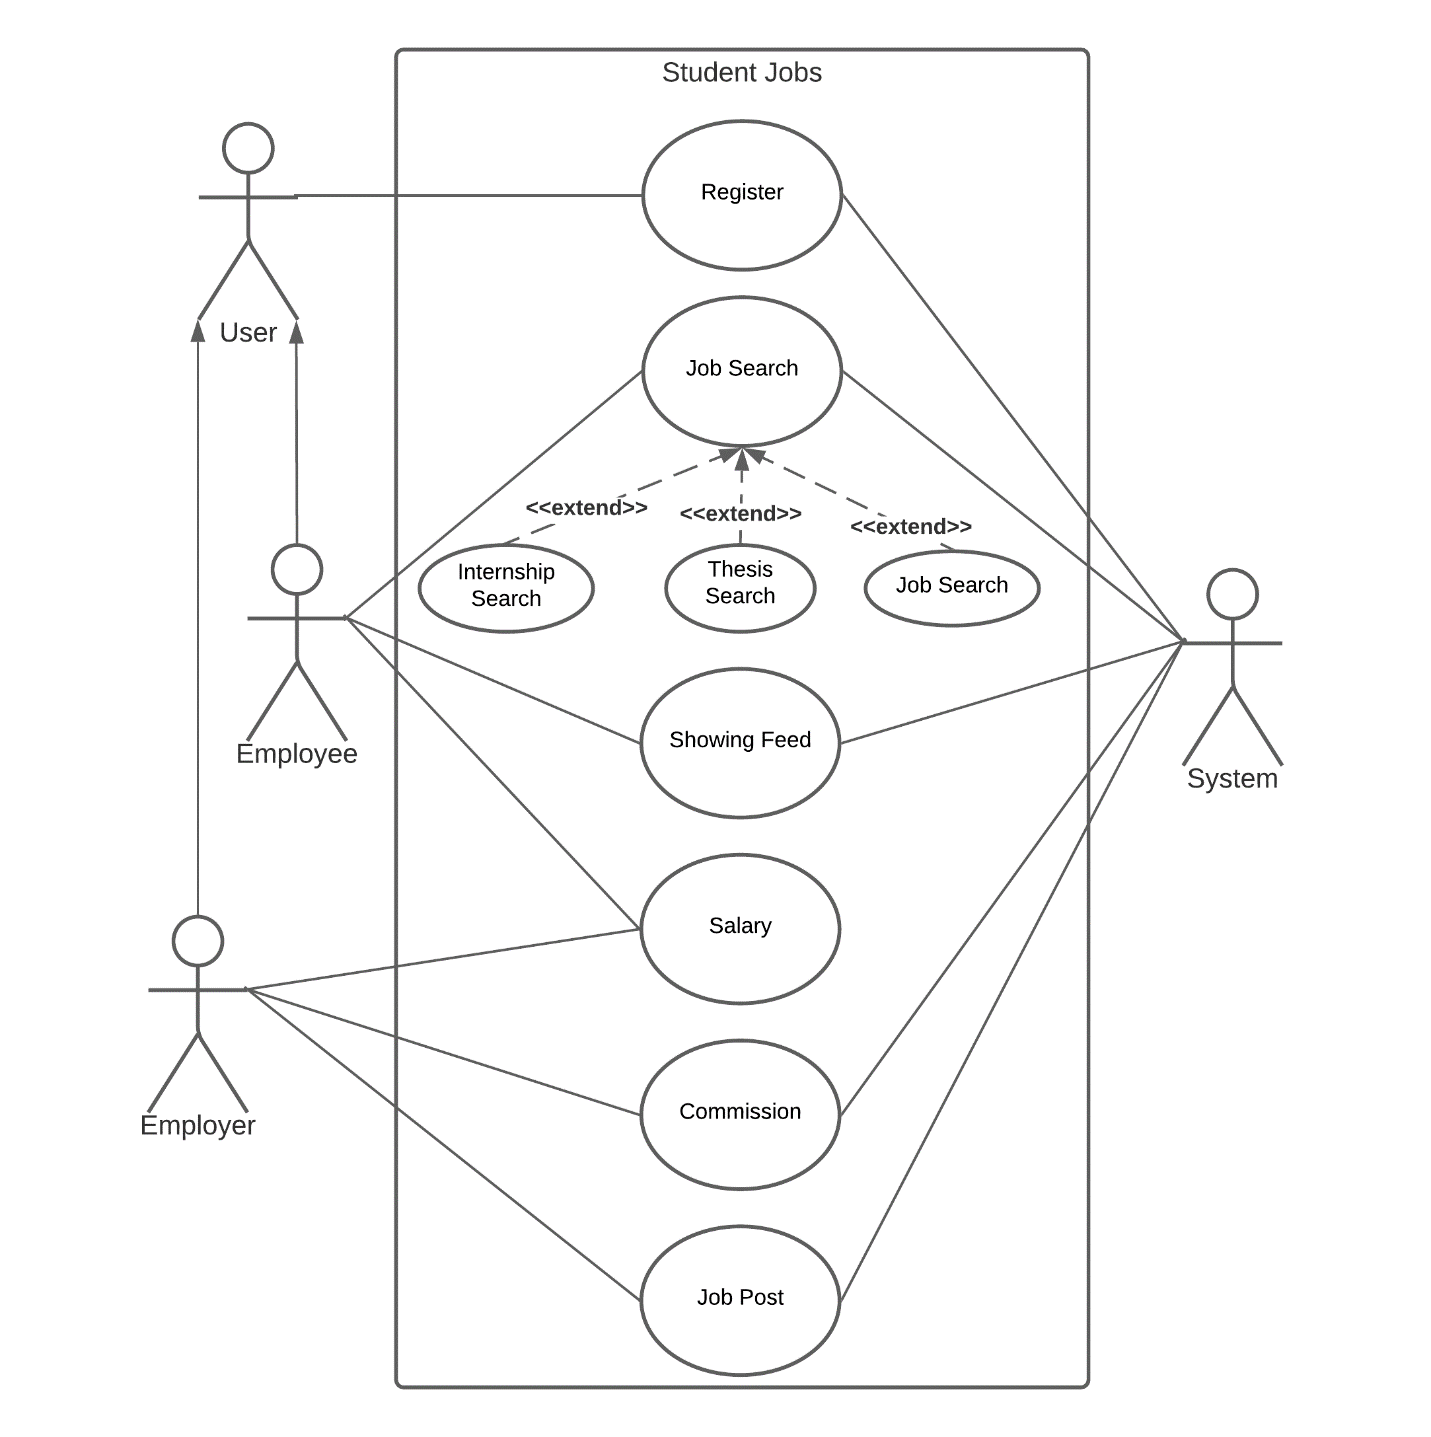 Student Jobs
Register
User
Job Search
<<extend>>
<<extend>>
<<extend>>
Internship
Search
Thesis
Search
Job Search
Employee
Showing Feed
System
Salary
Employer
Commission
Job Post